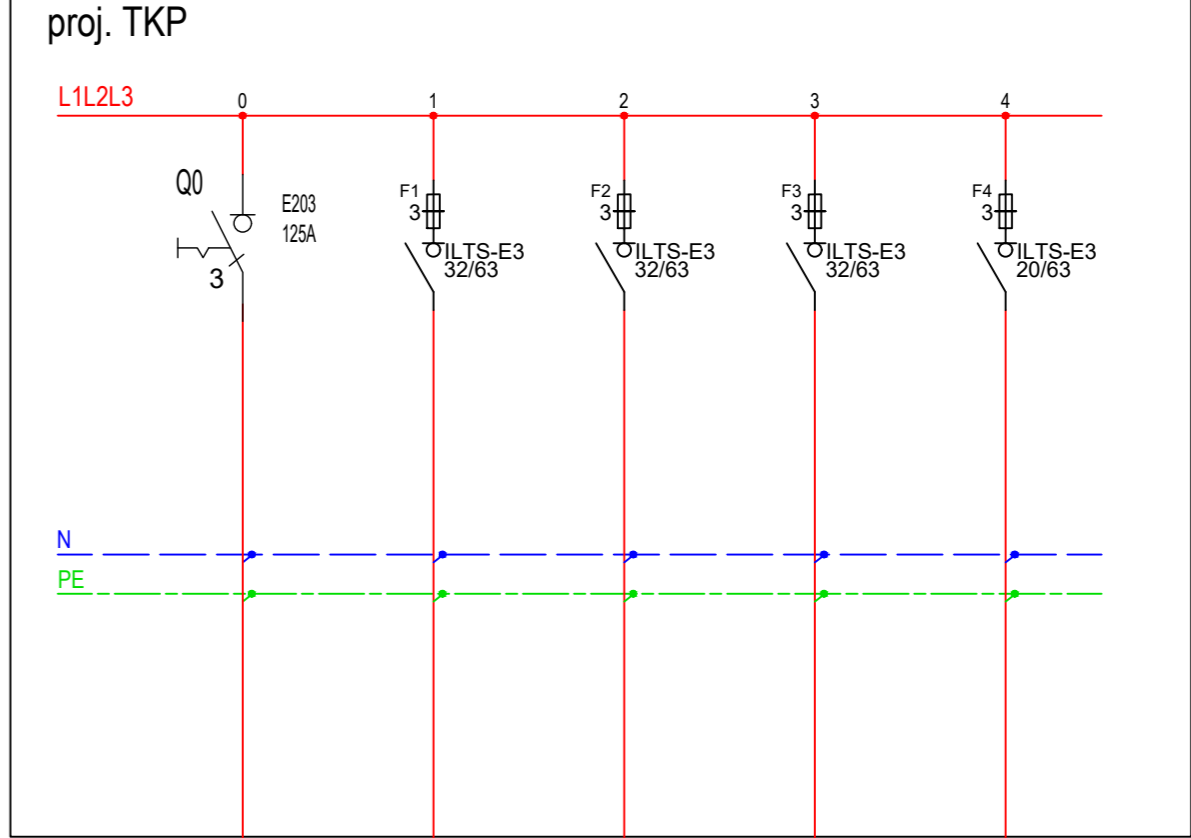 proj. TKP
L1L2L3
0
1
2
3
4
Q0
E203
125A
3
F1
3
ILTS-E3
32/63
F2
3
ILTS-E3
32/63
F3
3
ILTS-E3
32/63
F4
3
ILTS-E3
20/63
N
PE